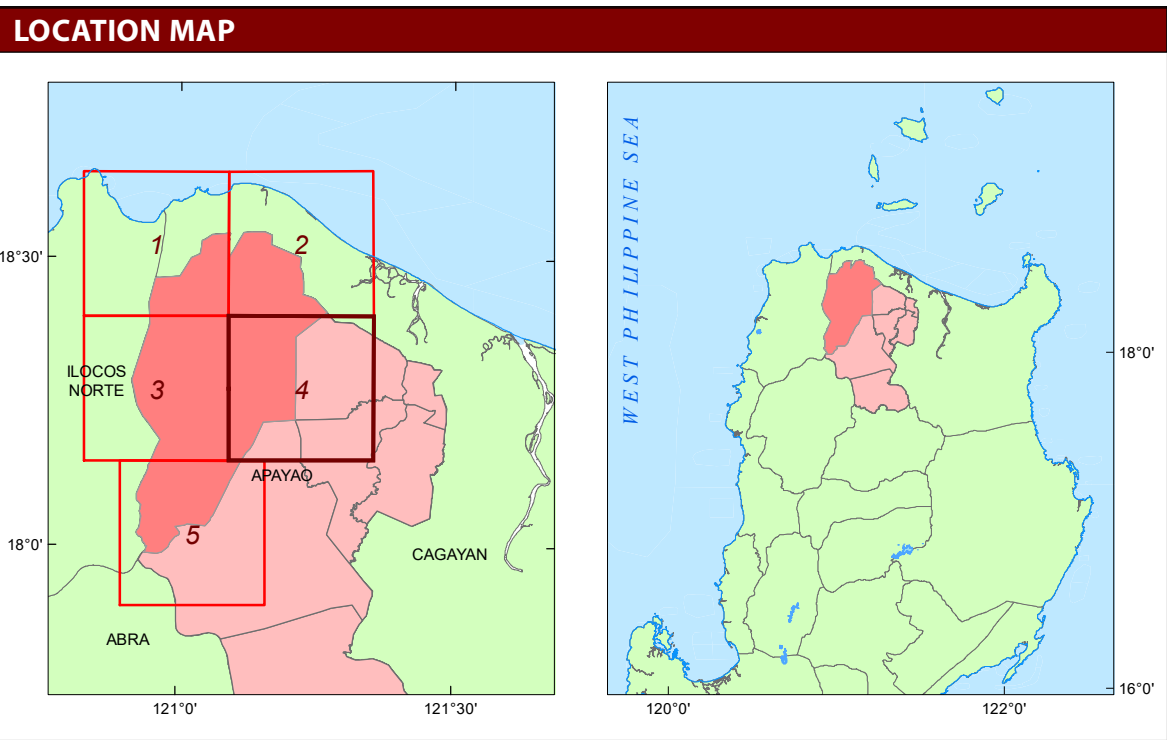 LOCATION MAP
1
2
18°30'
ILOCOS
NORTE
3
4
APAYAO
5
18°0'
CAGAYAN
ABRA
121°0'
121°30'
WEST PHILIPPINE SEA
18°0'
16°0'
120°0'
122°0'